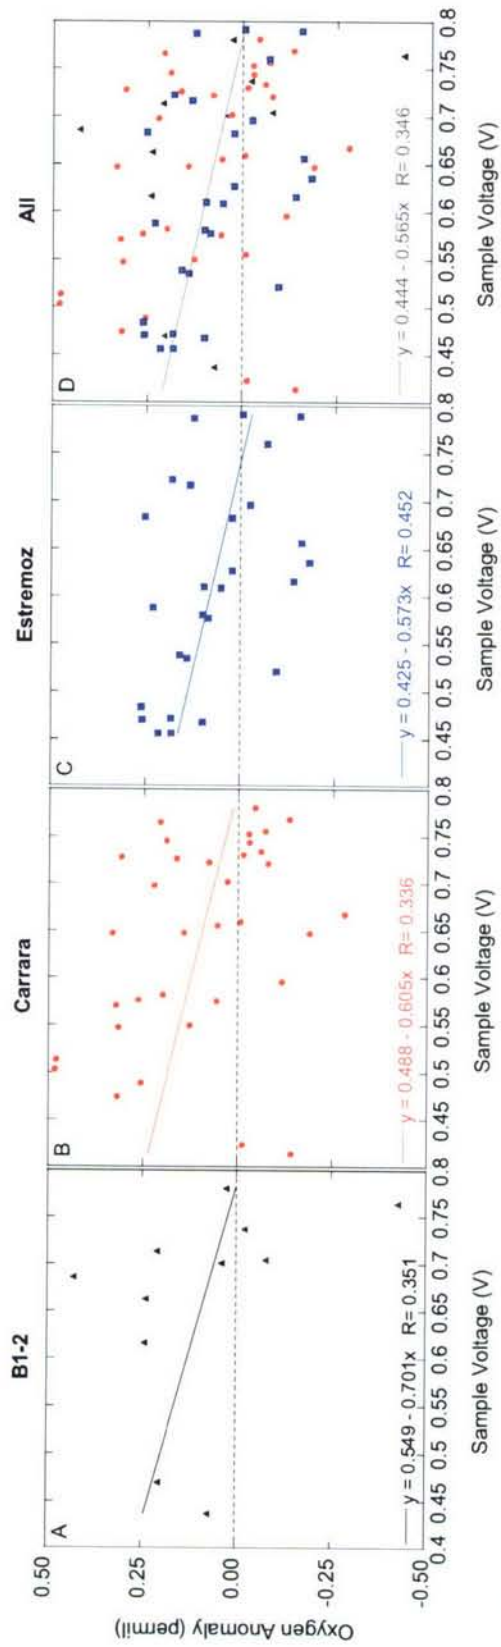 B1-2
Carrara
Estremoz
All
Oxygen Anomaly (permil)
0.50
0.25
0.00
-0.25
-0.50
A
y = 0.549 - 0.701x R= 0.351
0.4 0.45 0.5 0.55 0.6 0.65 0.7 0.75 0.8
Sample Voltage (V)
B
y = 0.488 - 0.605x R= 0.336
0.45 0.5 0.55 0.6 0.65 0.7 0.75 0.8
Sample Voltage (V)
C
y = 0.425 - 0.573x R= 0.452
0.45 0.5 0.55 0.6 0.65 0.7 0.75 0.8
Sample Voltage (V)
D
y = 0.444 - 0.565x R= 0.346
0.45 0.5 0.55 0.6 0.65 0.7 0.75 0.8
Sample Voltage (V)